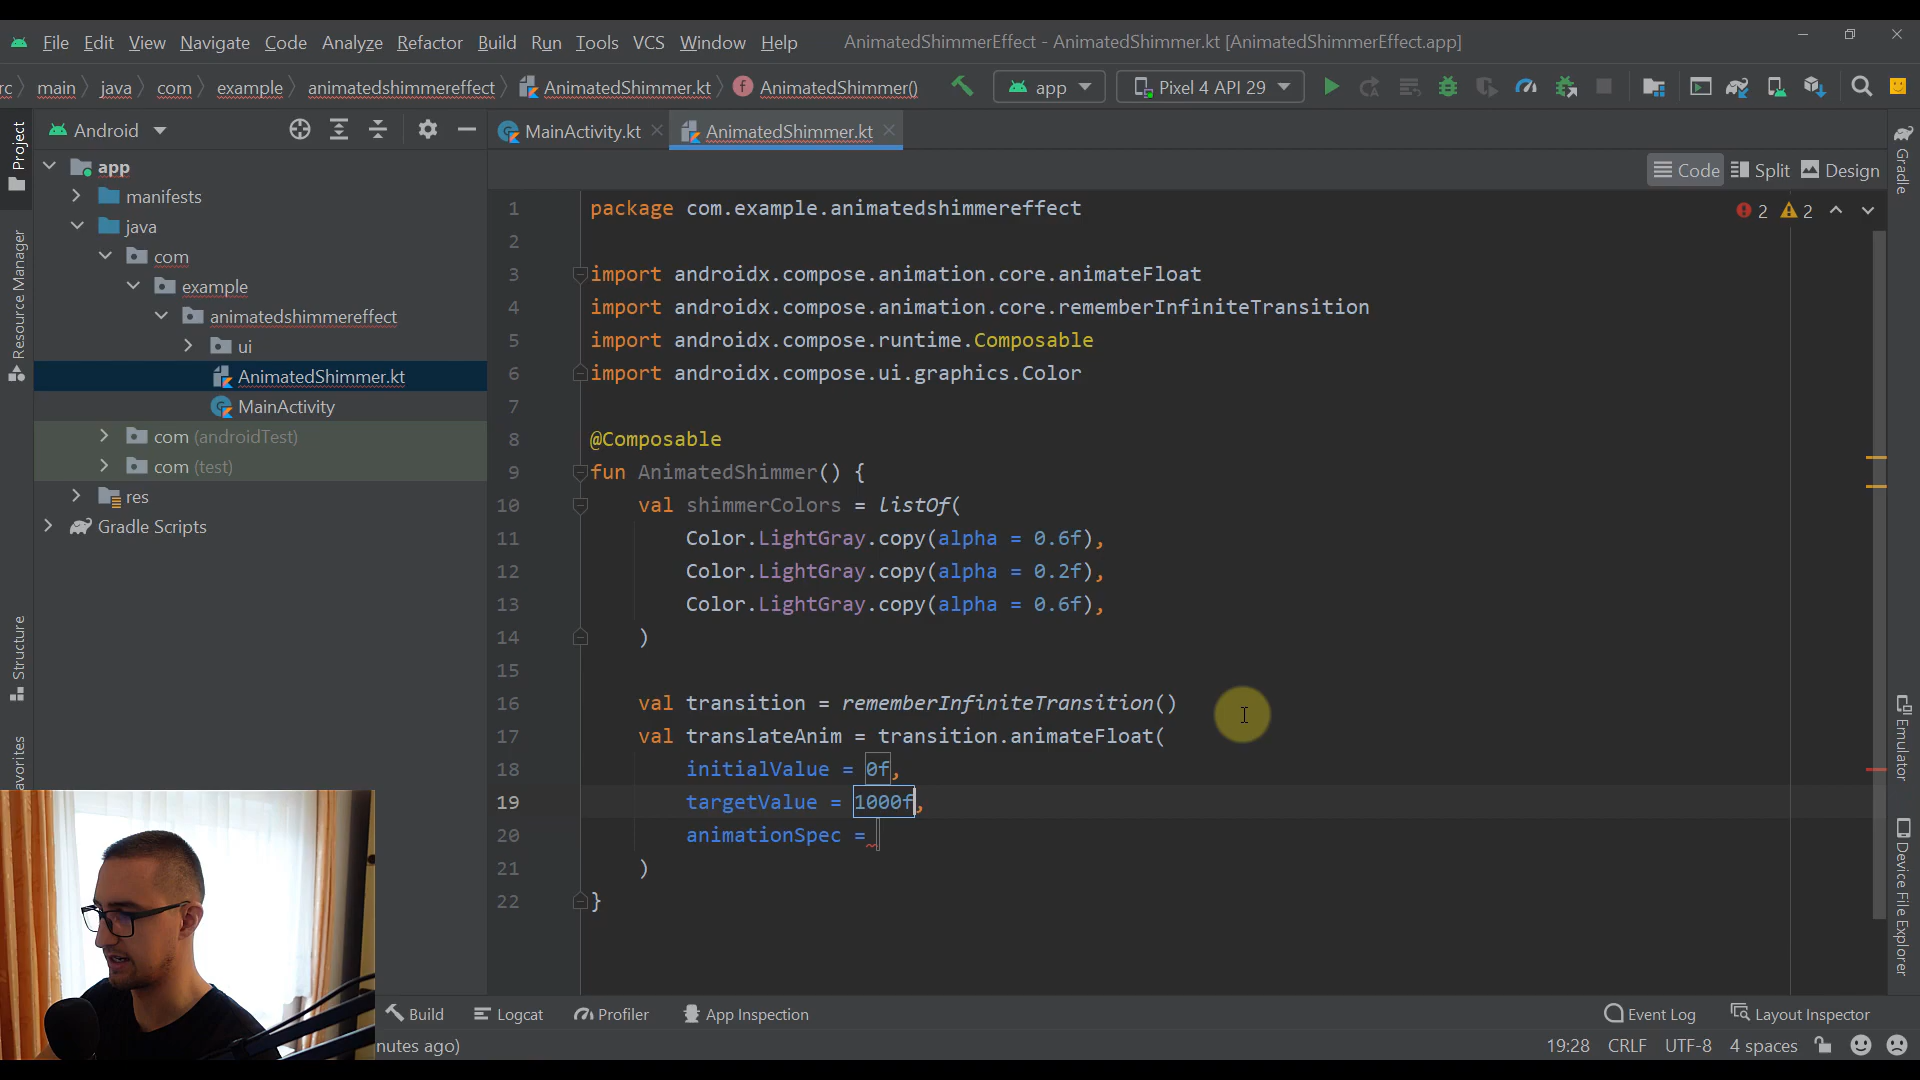 File Edit View Navigate Code Analyze Refactor Build Run Tools VCS Window Help AnimatedShimmerEffect - AnimatedShimmer.kt [AnimatedShimmerEffect.app]
rc main java com example animatedshimmereffect AnimatedShimmer.kt AnimatedShimmer() app Pixel 4 API 29
Android
MainActivity.kt AnimatedShimmer.kt
Code Split Design
Project
Resource Manager
Structure
avorites
app
manifests
java
com
example
animatedshimmereffect
ui
AnimatedShimmer.kt
MainActivity
com (androidTest)
com (test)
res
Gradle Scripts
2 2
1 package com.example.animatedshimmereffect
2
3 import androidx.compose.animation.core.animateFloat
4 import androidx.compose.animation.core.rememberInfiniteTransition
5 import androidx.compose.runtime.Composable
6 import androidx.compose.ui.graphics.Color
7
8 @Composable
9 fun AnimatedShimmer() {
10 val shimmerColors = listOf(
11 Color.LightGray.copy(alpha = 0.6f),
12 Color.LightGray.copy(alpha = 0.2f),
13 Color.LightGray.copy(alpha = 0.6f),
14 )
15
16 val transition = rememberInfiniteTransition()
17 val translateAnim = transition.animateFloat(
18 initialValue = 0f,
19 targetValue = 1000f,
20 animationSpec =
21 )
22 }
Gradle
Emulator
Device File Explorer
Build Logcat Profiler App Inspection Event Log Layout Inspector
nutes ago) 19:28 CRLF UTF-8 4 spaces